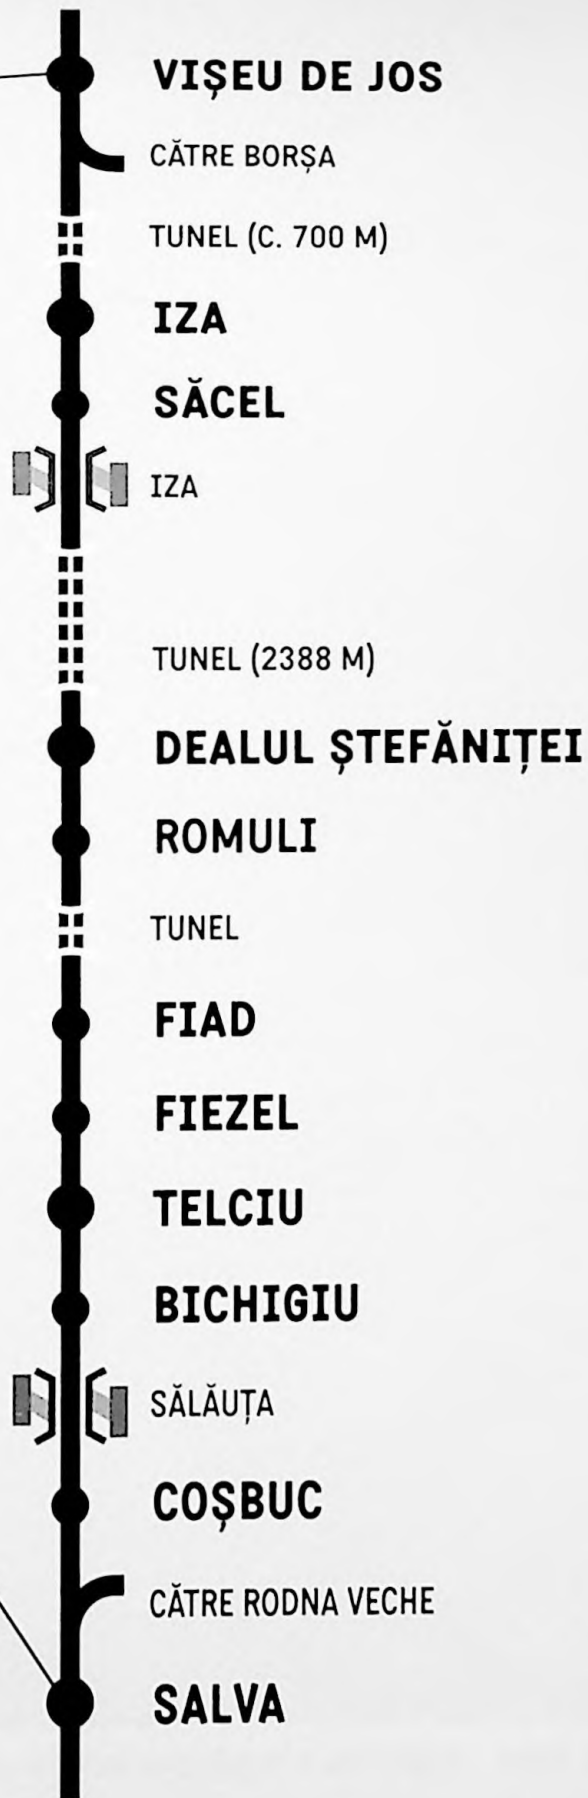 VIȘEU DE JOS
CĂTRE BORȘA
TUNEL (C. 700 M)
IZA
SĂCEL
IZA
TUNEL (2388 M)
DEALUL ȘTEFĂNIȚEI
ROMULI
TUNEL
FIAD
FIEZEL
TELCIU
BICHIGIU
SĂLĂUȚA
COȘBUC
CĂTRE RODNA VECHE
SALVA